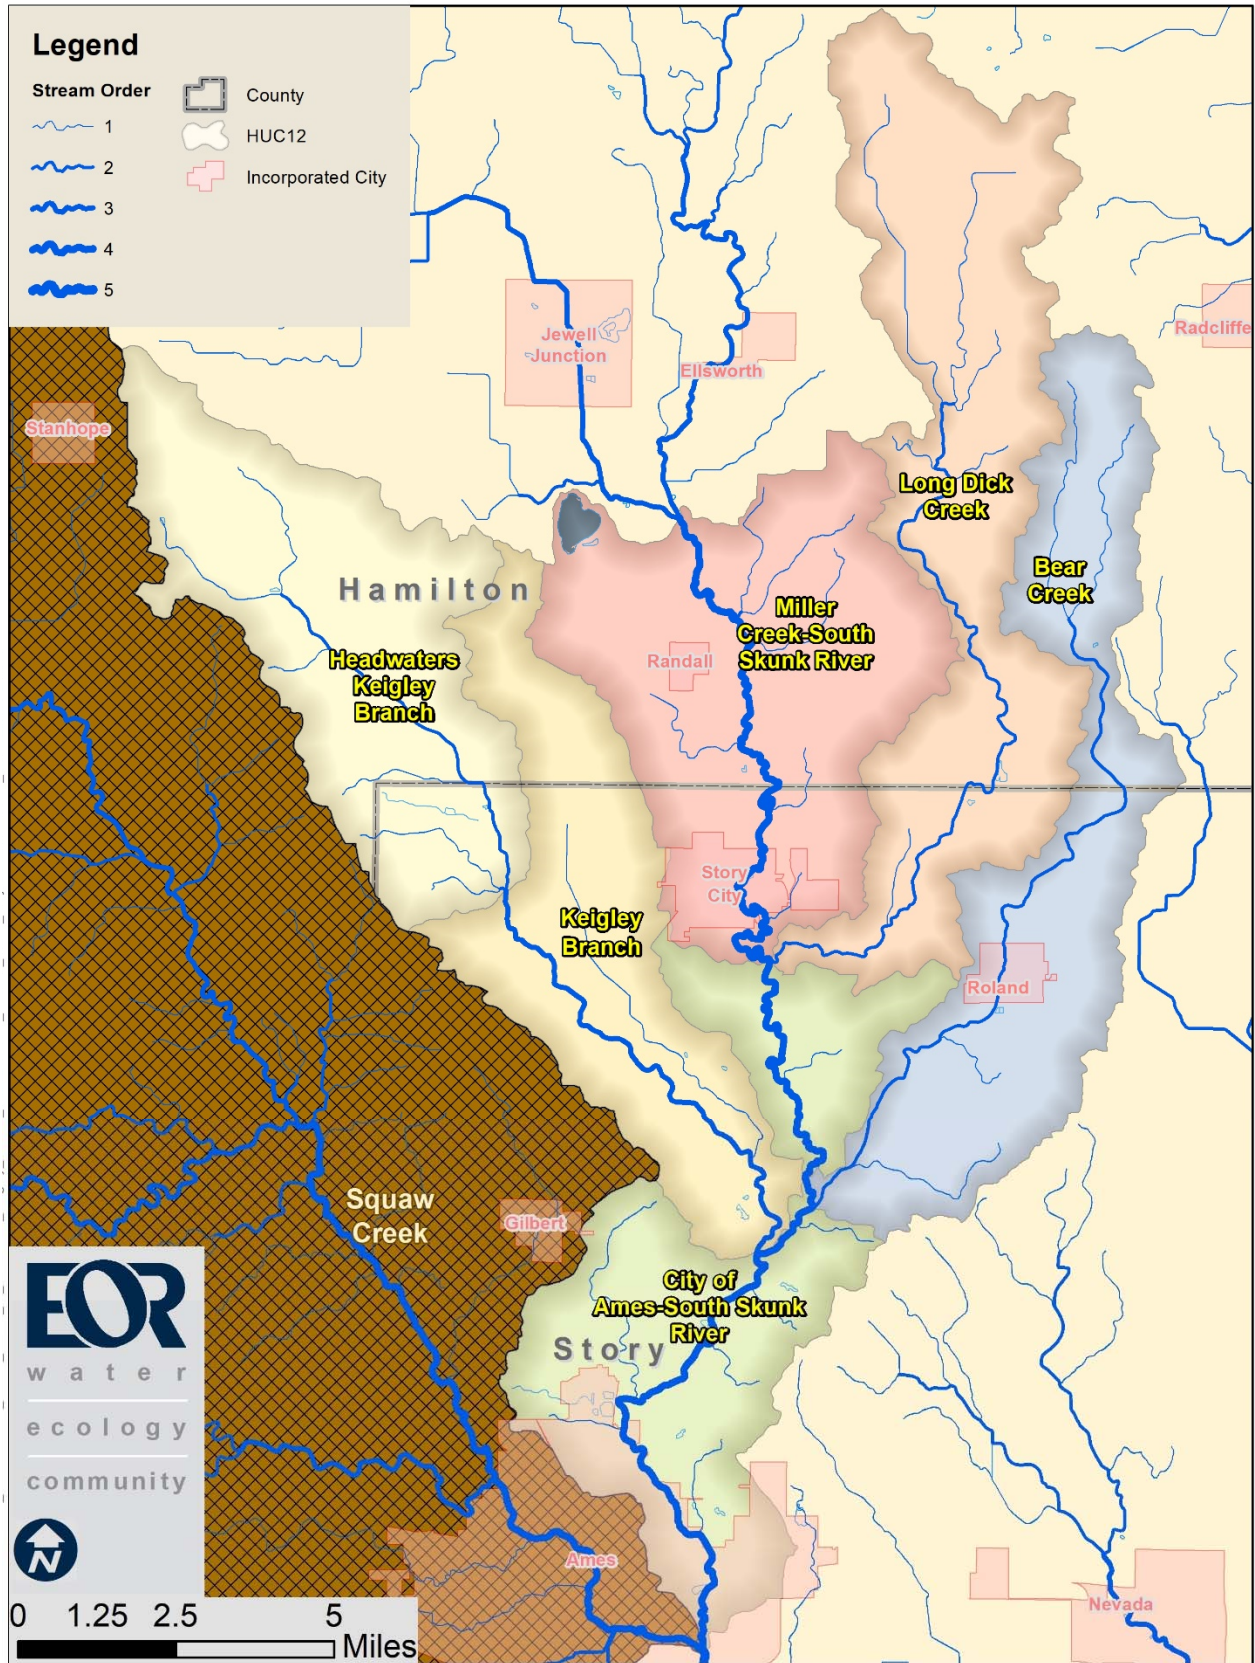 Legend
Stream Order
1
2
3
4
5
County
HUC12
Incorporated City
Jewell
Junction
Ellsworth
Radcliffe
Stanhope
Long Dick
Creek
Bear
Creek
Hamilton
Miller
Creek-South
Skunk River
Randall
Headwaters
Keigley
Branch
Story
City
Keigley
Branch
Roland
Squaw
Creek
Gilbert
City of
Ames-South Skunk
River
Story
Ames
Nevada
EOR
water
ecology
community
N
0 1.25 2.5 5
Miles